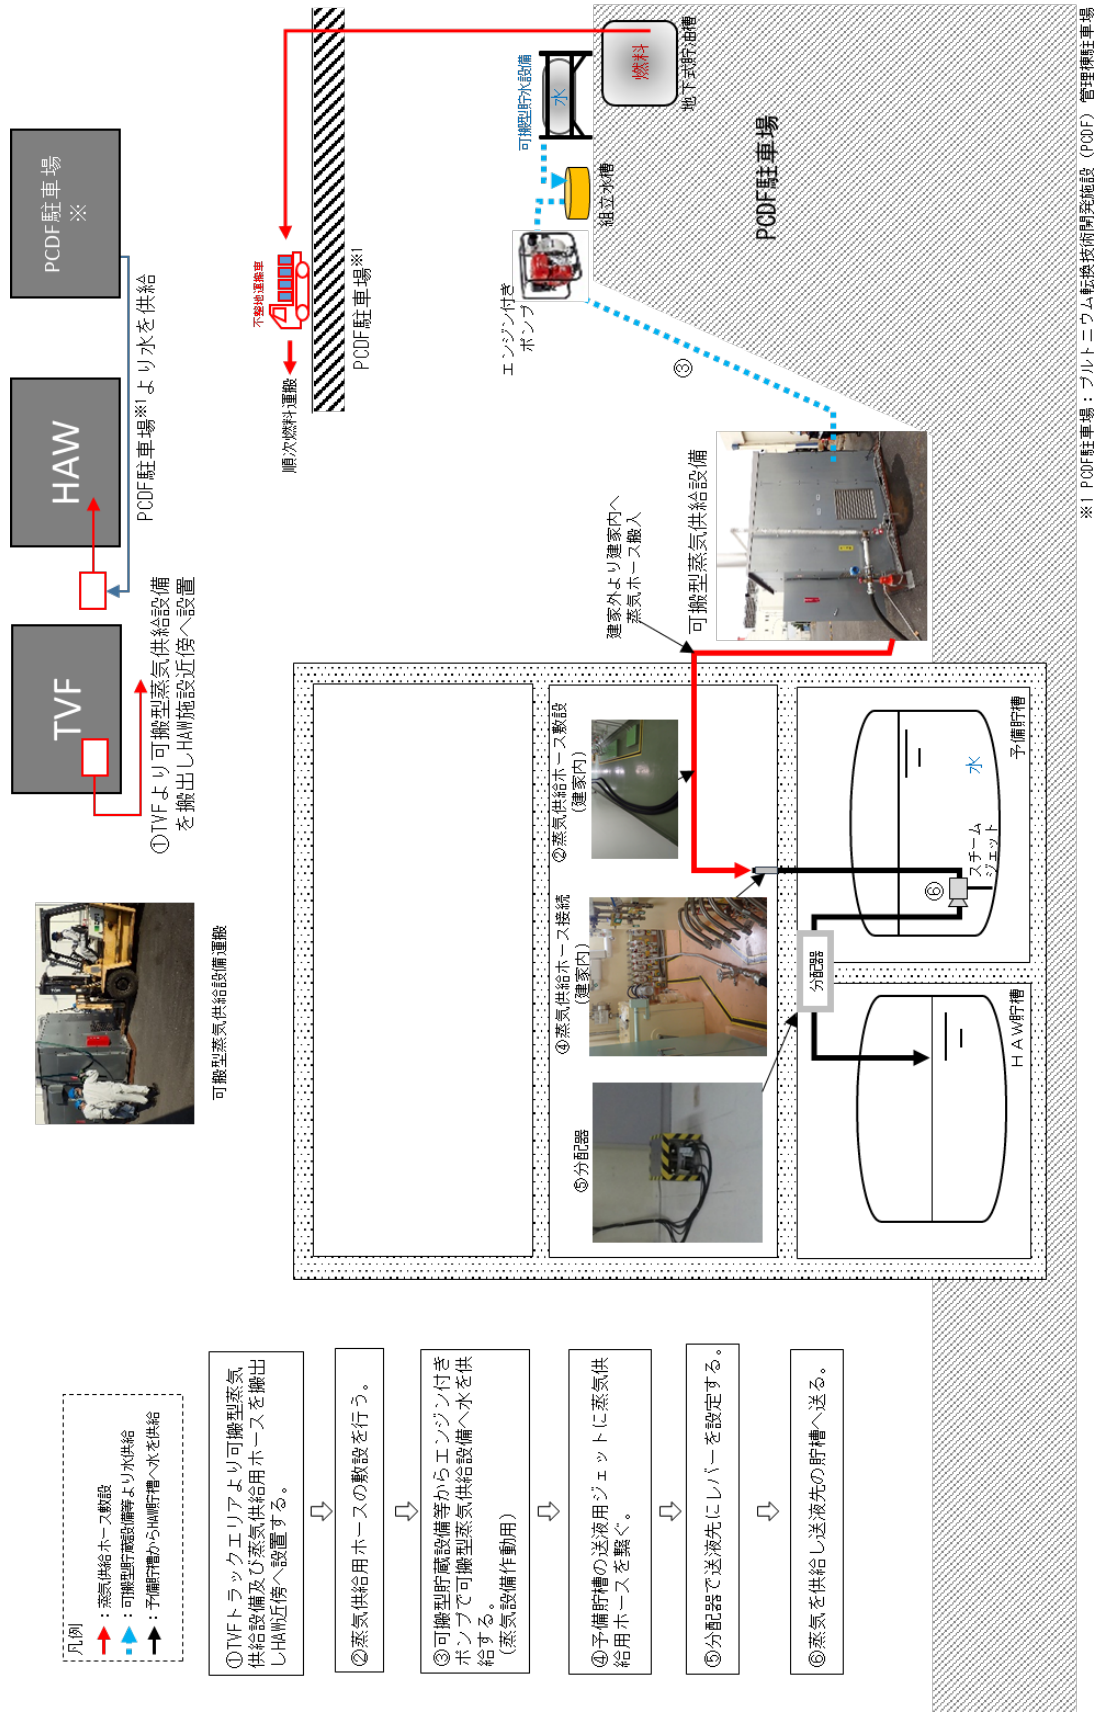 凡例
：蒸気供給ホース敷設
：可搬型貯蔵設備等より水供給
：予備貯槽からHAW貯槽へ水を供給
①TVFトラックエリアより可搬型蒸気
供給設備及び蒸気供給用ホースを搬出
しHAW近傍へ設置する。
②蒸気供給用ホースの敷設を行う。
③可搬型貯蔵設備等からエンジン付き
ポンプで可搬型蒸気供給設備へ水を供
給する。
（蒸気設備作動用）
④予備貯槽の送液用ジェットに蒸気供
給用ホースを繋ぐ。
⑤分配器で送液先にレバーを設定する。
⑥蒸気を供給し送液先の貯槽へ送る。
可搬型蒸気供給設備運搬
TVF
HAW
PCDF駐車場
※
①TVFより可搬型蒸気供給設備
を搬出しHAW施設近傍へ設置
PCDF駐車場※1より水を供給
順次燃料運搬
不整地運搬車
PCDF駐車場※1
エンジン付き
ポンプ
可搬型貯水設備
水
組立水槽
燃料
地下式貯油槽
PCDF駐車場
③
建家外より建家内へ
蒸気ホース搬入
可搬型蒸気供給設備
②蒸気供給ホース敷設
（建家内）
④蒸気供給ホース接続
（建家内）
⑤分配器
分配器
⑥
スチーム
ジェット
水
予備貯槽
ＨＡＷ貯槽
※1 PCDF駐車場：プルトニウム転換技術開発施設（PCDF）管理棟駐車場